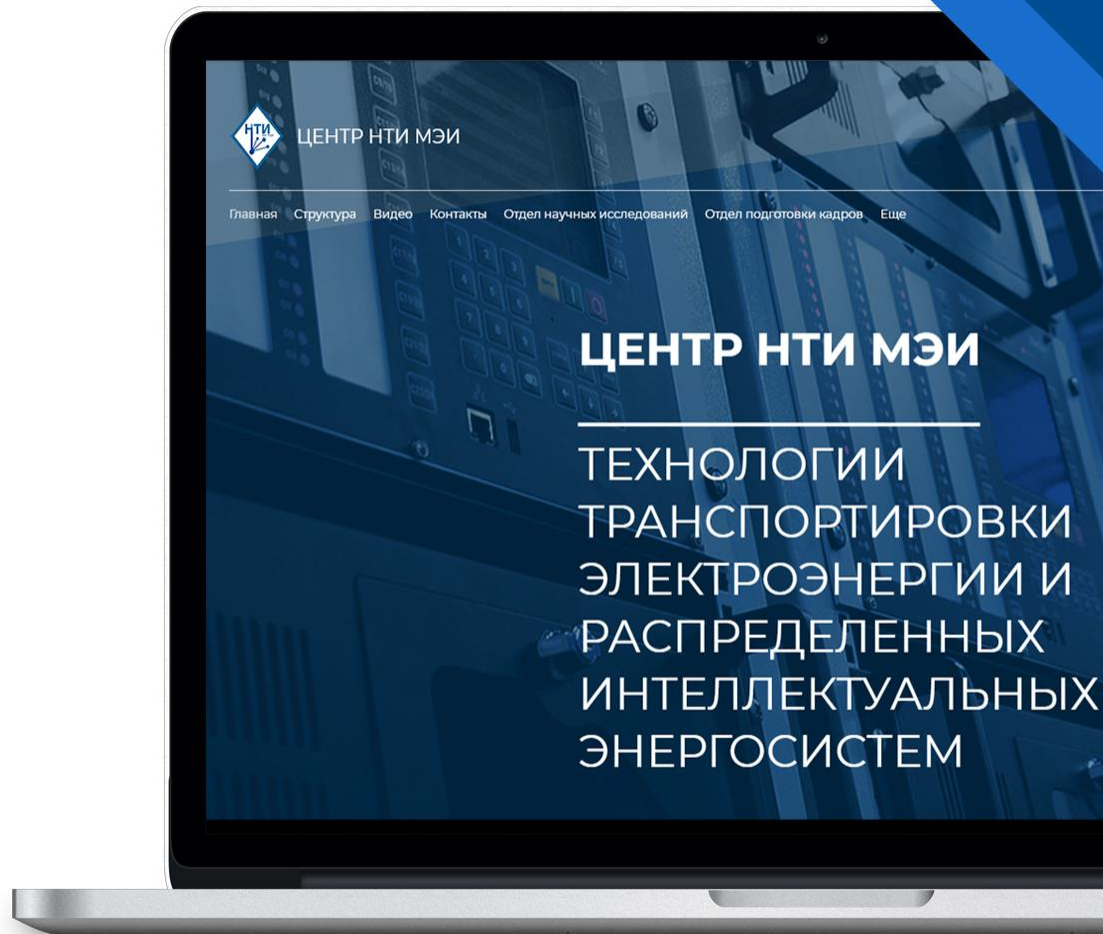 НТИ
ЦЕНТР НТИ МЭИ
Главная Структура Видео Контакты Отдел научных исследований Отдел подготовки кадров Еще
ЦЕНТР НТИ МЭИ
ТЕХНОЛОГИИ
ТРАНСПОРТИРОВКИ
ЭЛЕКТРОЭНЕРГИИ И
РАСПРЕДЕЛЕННЫХ
ИНТЕЛЛЕКТУАЛЬНЫХ
ЭНЕРГОСИСТЕМ